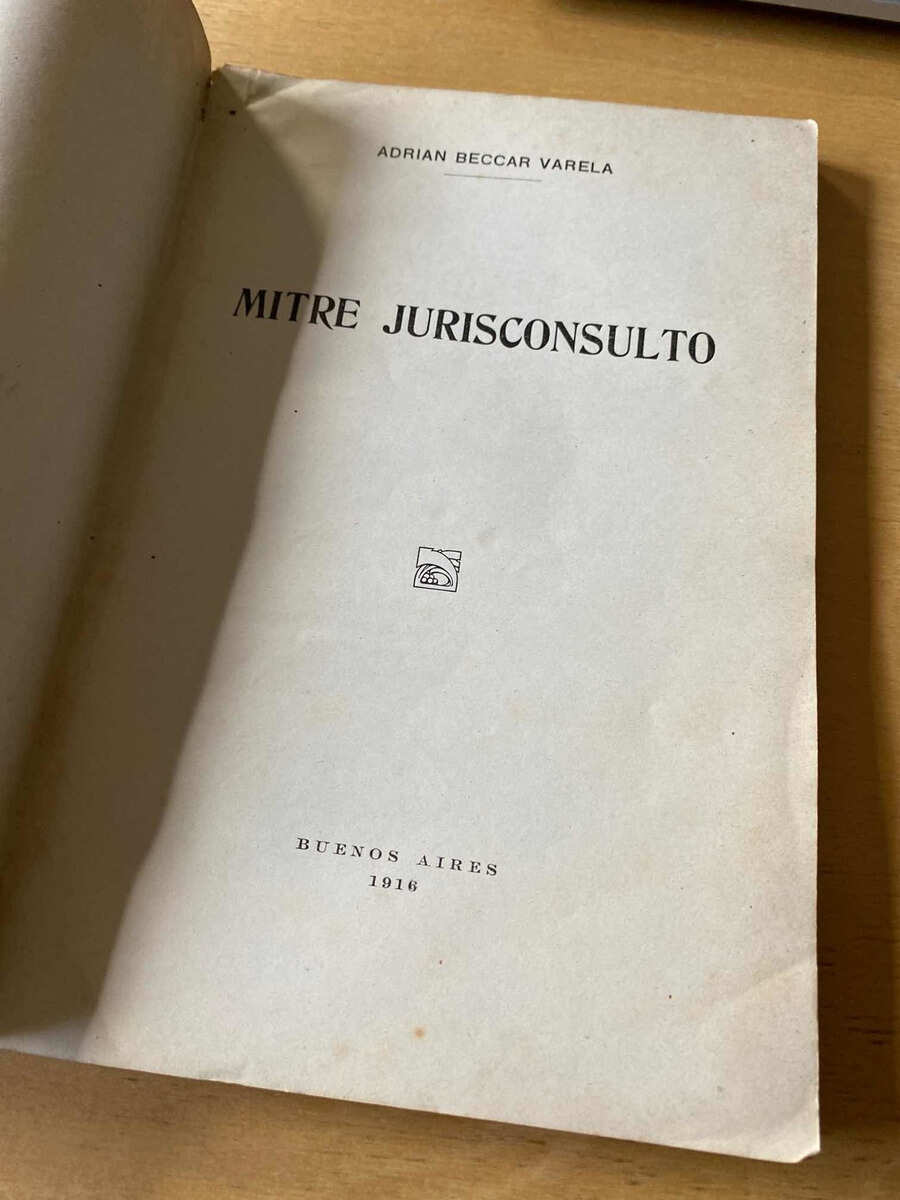 ADRIAN BECCAR VARELA
MITRE JURISCONSULTO
BUENOS AIRES
1916